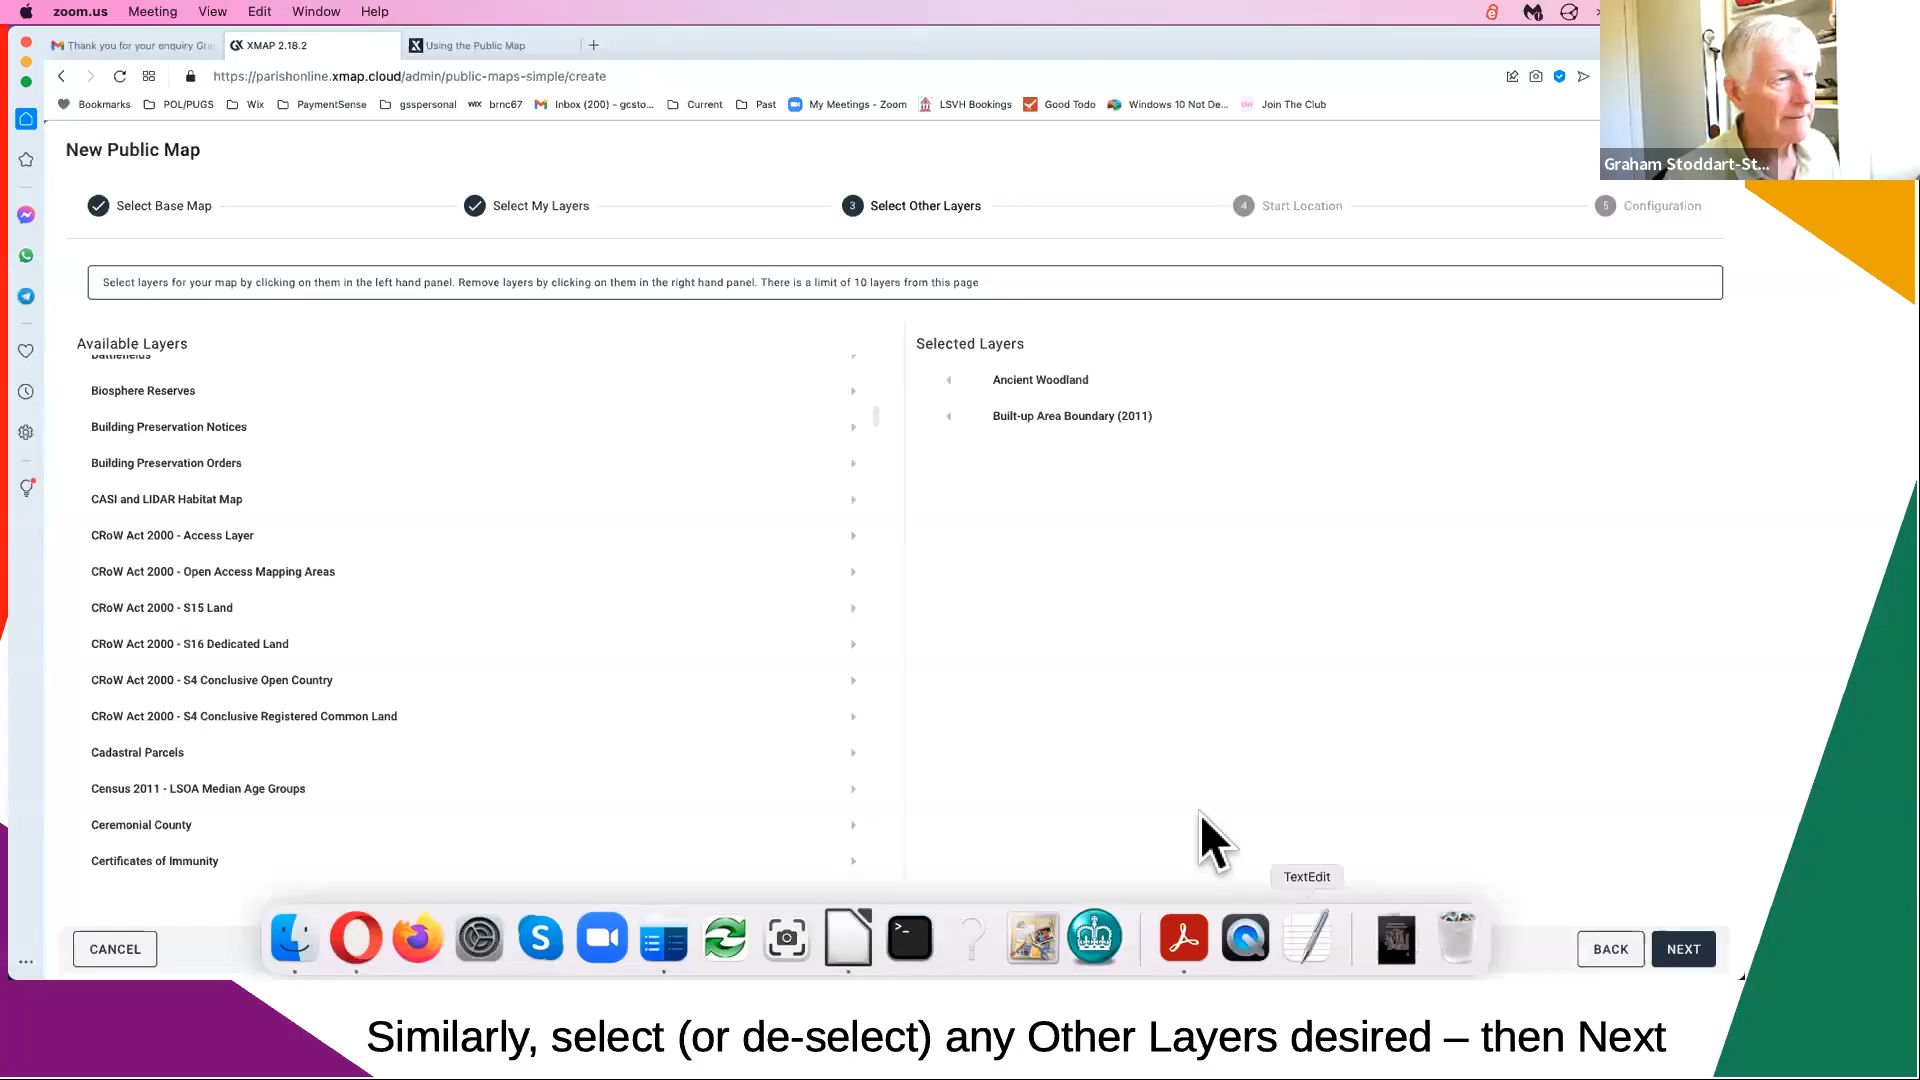 zoom.us Meeting View Edit Window Help
Thank you for your enquiry Gra
XMAP 2.18.2
Using the Public Map
https://parishonline.xmap.cloud/admin/public-maps-simple/create
Bookmarks POL/PUGS Wix PaymentSense gsspersonal WIX brnc67 Inbox (200) - gcsto... Current Past My Meetings - Zoom LSVH Bookings Good Todo Windows 10 Not De... Join The Club
Graham Stoddart-St...
New Public Map
Select Base Map
Select My Layers
3 Select Other Layers
4 Start Location
5 Configuration
Select layers for your map by clicking on them in the left hand panel. Remove layers by clicking on them in the right hand panel. There is a limit of 10 layers from this page
Available Layers
Battlefields
Biosphere Reserves
Building Preservation Notices
Building Preservation Orders
CASI and LIDAR Habitat Map
CRoW Act 2000 - Access Layer
CRoW Act 2000 - Open Access Mapping Areas
CRoW Act 2000 - S15 Land
CRoW Act 2000 - S16 Dedicated Land
CRoW Act 2000 - S4 Conclusive Open Country
CRoW Act 2000 - S4 Conclusive Registered Common Land
Cadastral Parcels
Census 2011 - LSOA Median Age Groups
Ceremonial County
Certificates of Immunity
Selected Layers
Ancient Woodland
Built-up Area Boundary (2011)
TextEdit
CANCEL
BACK
NEXT
Similarly, select (or de-select) any Other Layers desired – then Next